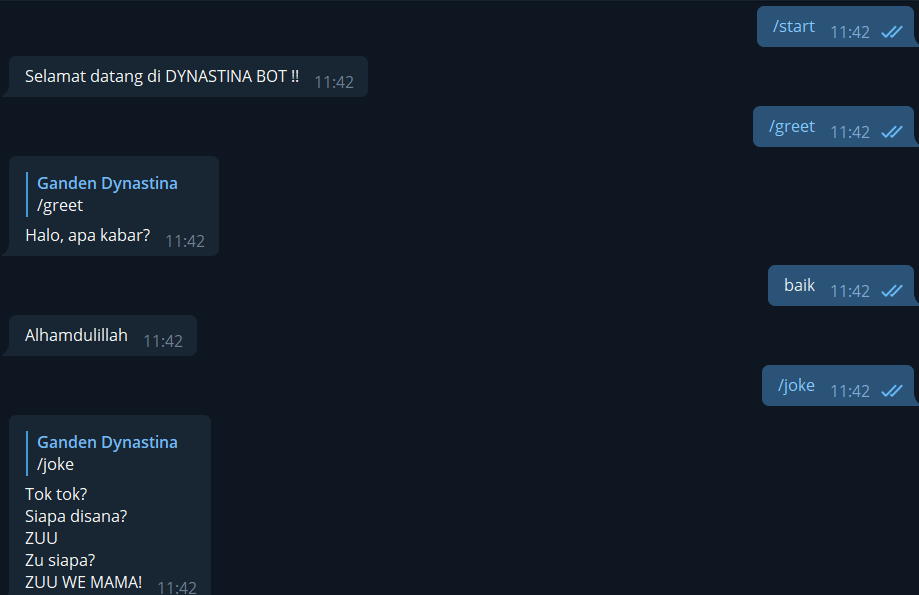 /start 11:42
Selamat datang di DYNASTINA BOT !! 11:42
/greet 11:42
Ganden Dynastina
/greet
Halo, apa kabar? 11:42
baik 11:42
Alhamdulillah 11:42
/joke 11:42
Ganden Dynastina
/joke
Tok tok?
Siapa disana?
ZUU
Zu siapa?
ZUU WE MAMA! 11:42